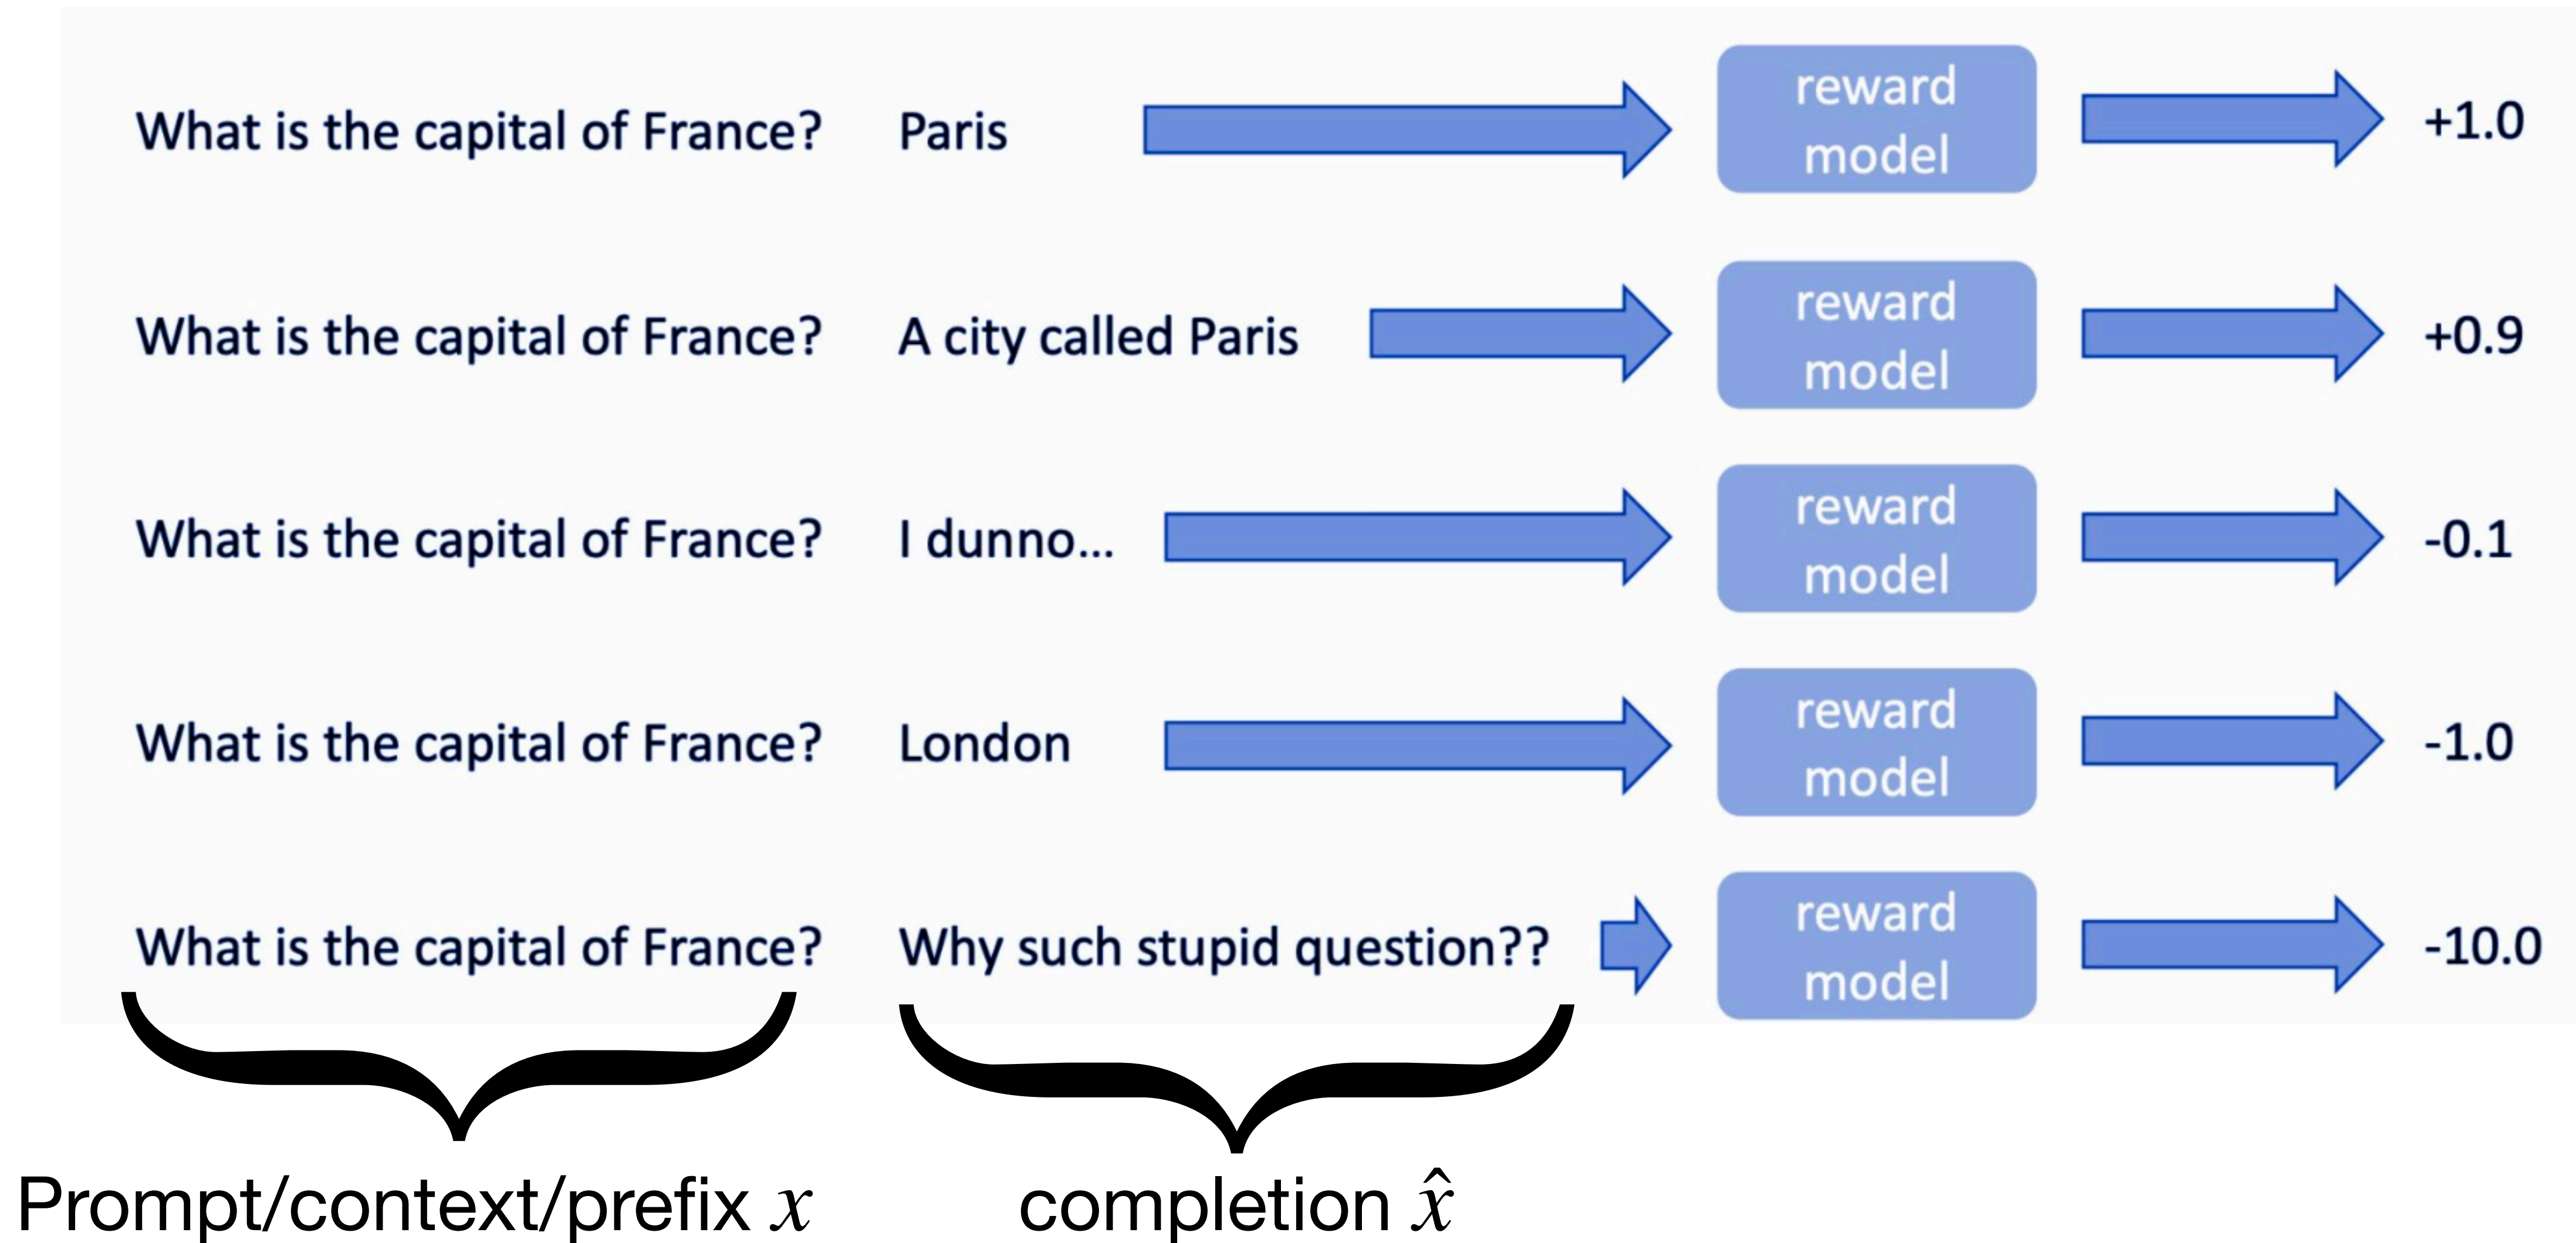 What is the capital of France? Paris reward model +1.0
What is the capital of France? A city called Paris reward model +0.9
What is the capital of France? I dunno... reward model -0.1
What is the capital of France? London reward model -1.0
What is the capital of France? Why such stupid question?? reward model -10.0
Prompt/context/prefix x completion x̂